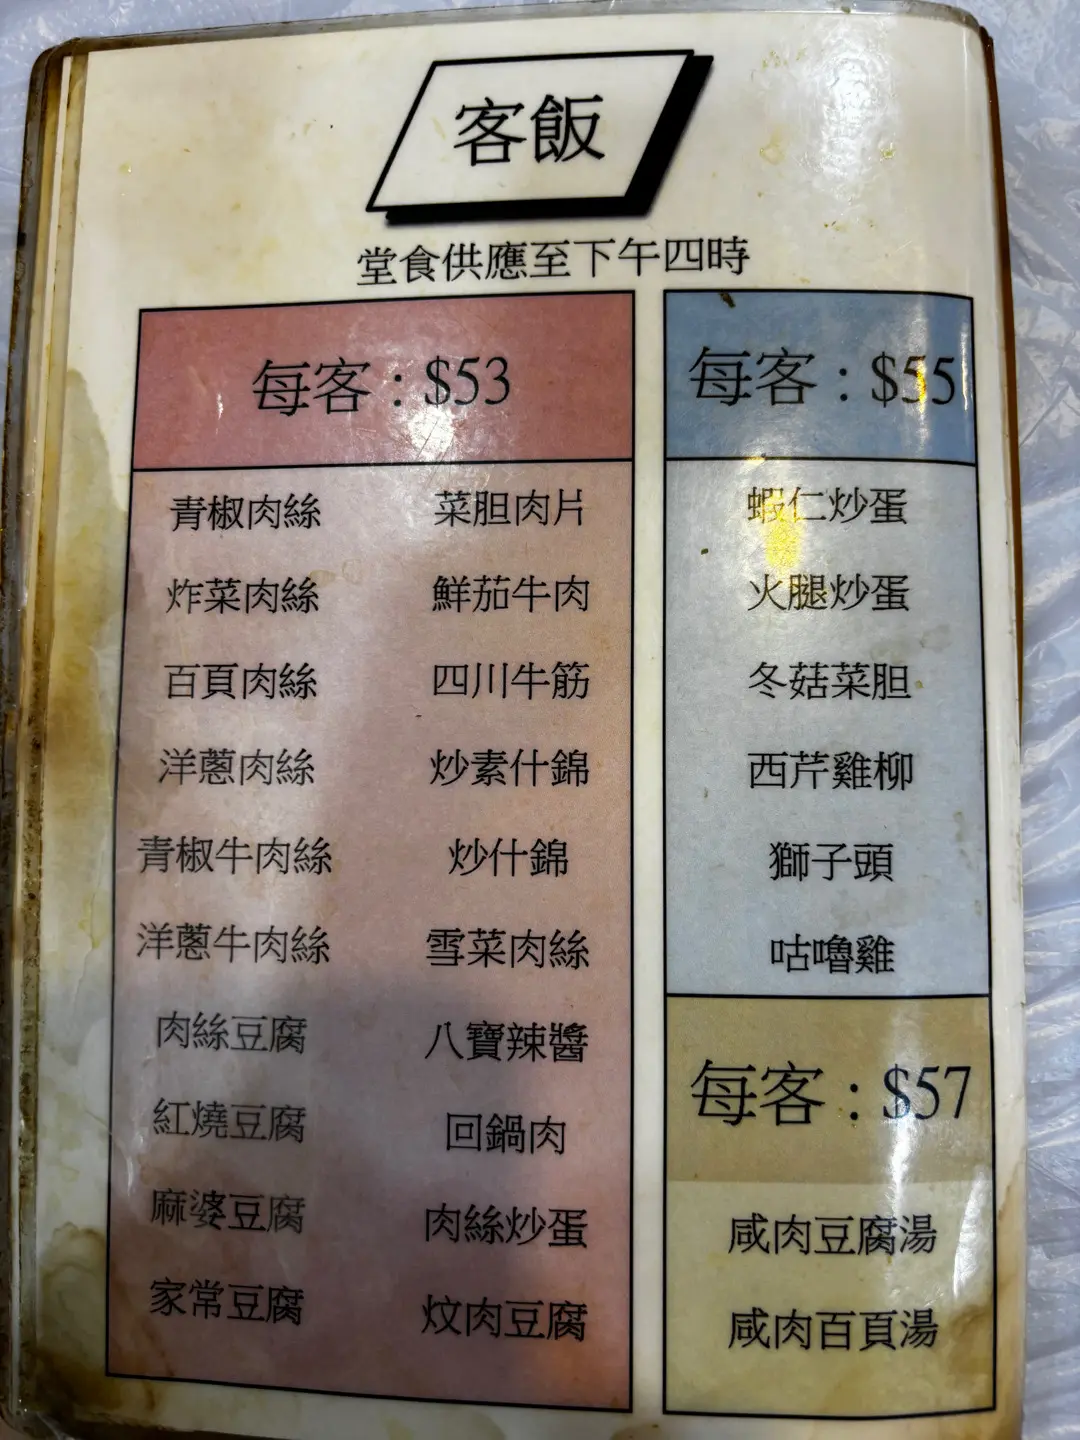 客飯
堂食供應至下午四時
每客：$53
青椒肉絲 菜胆肉片
炸菜肉絲 鮮茄牛肉
百頁肉絲 四川牛筋
洋蔥肉絲 炒素什錦
青椒牛肉絲 炒什錦
洋蔥牛肉絲 雪菜肉絲
肉絲豆腐 八寶辣醬
紅燒豆腐 回鍋肉
麻婆豆腐 肉絲炒蛋
家常豆腐 炆肉豆腐
每客：$55
蝦仁炒蛋
火腿炒蛋
冬菇菜胆
西芹雞柳
獅子頭
咕嚕雞
每客：$57
咸肉豆腐湯
咸肉百頁湯